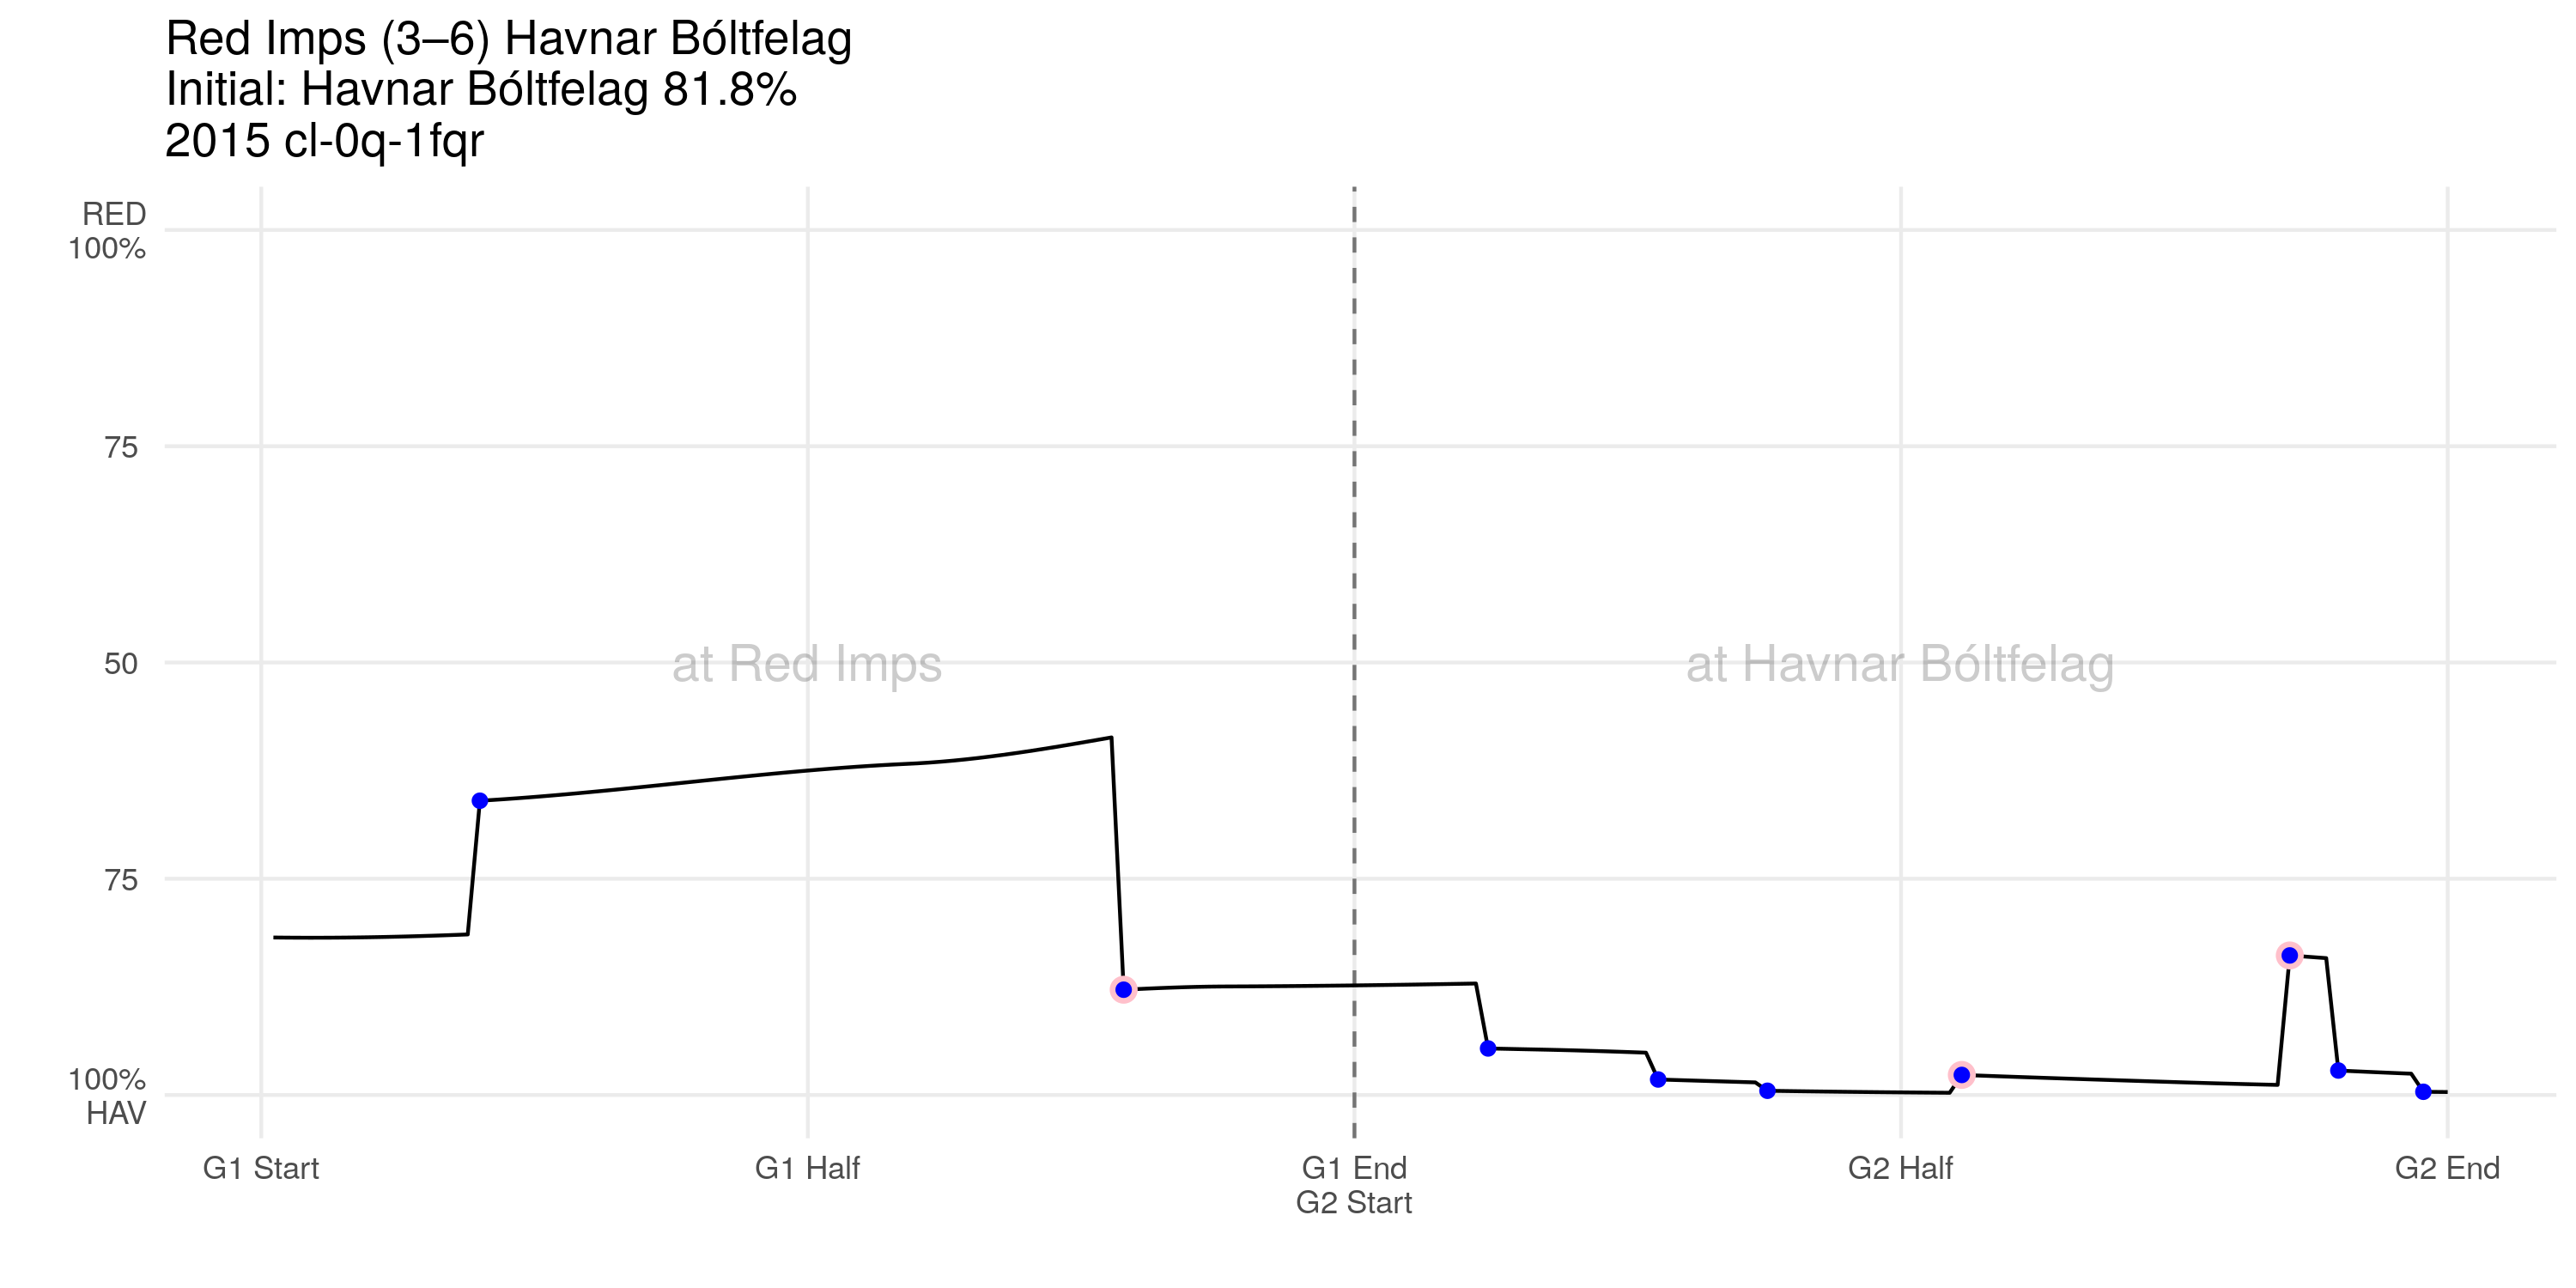 Red Imps (3–6) Havnar Bóltfelag
Initial: Havnar Bóltfelag 81.8%
2015 cl-0q-1fqr
RED
100%
75
50
75
100%
HAV
at Red Imps
at Havnar Bóltfelag
G1 Start
G1 Half
G1 End
G2 Start
G2 Half
G2 End